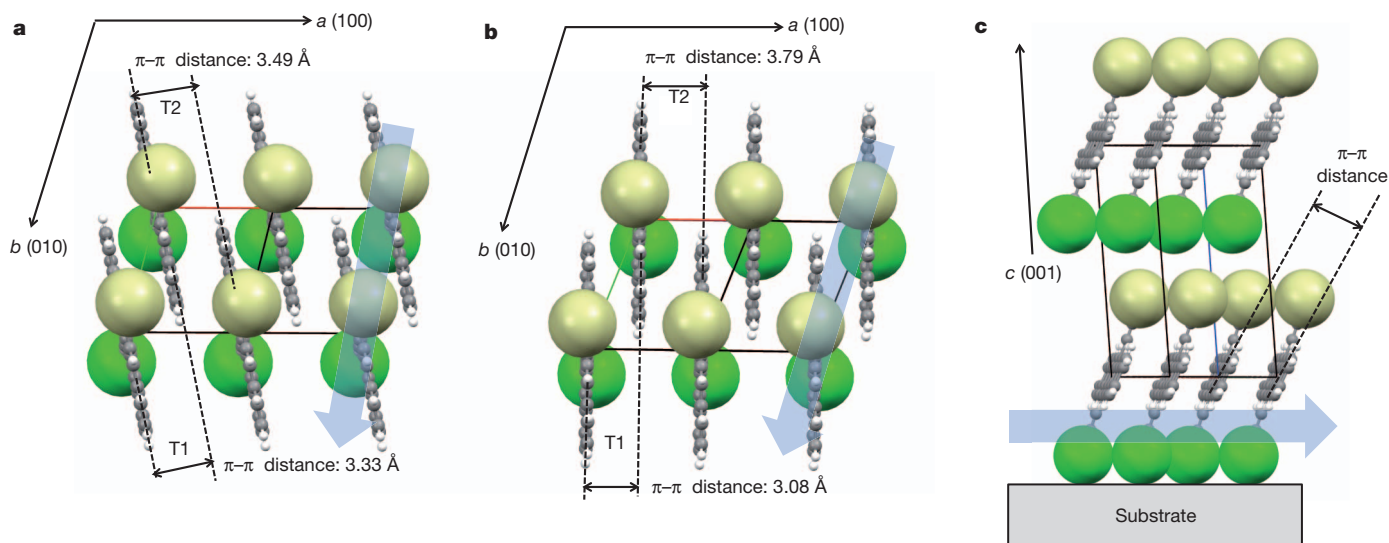 a
a (100)
π–π distance: 3.49 Å
T2
b (010)
T1
π–π distance: 3.33 Å
b
a (100)
π–π distance: 3.79 Å
T2
b (010)
T1
π–π distance: 3.08 Å
c
π–π
distance
c (001)
Substrate